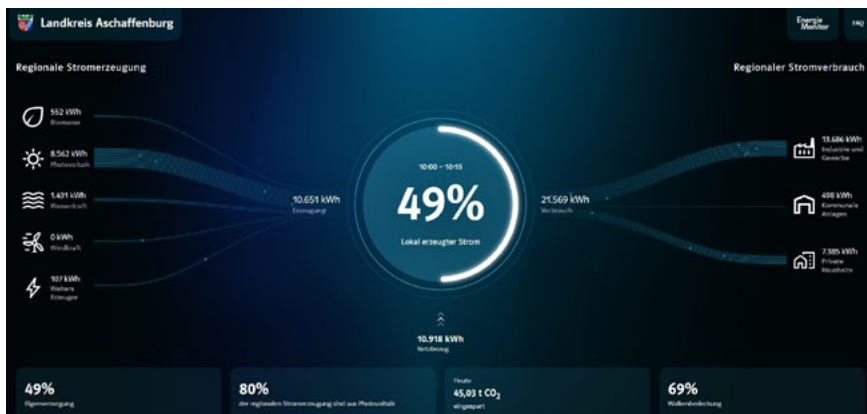 Landkreis Aschaffenburg
Energie
Monitor
FAQ
Regionale Stromerzeugung
Regionaler Stromverbrauch
552 kWh
Biomasse
8.562 kWh
Photovoltaik
1.431 kWh
Wasserkraft
0 kWh
Windkraft
107 kWh
Weitere
Erzeuger
10.651 kWh
Erzeugung
10:00 – 10:15
49%
Lokal erzeugter Strom
21.569 kWh
Verbrauch
13.686 kWh
Industrie und
Gewerbe
498 kWh
Kommunale
Anlagen
7.385 kWh
Private
Haushalte
10.918 kWh
Netzbezug
49%
Eigenversorgung
80%
der regionalen Stromerzeugung sind aus Photovoltaik
Heute
45,03 t CO₂
eingespart
69%
Wolkenbedeckung